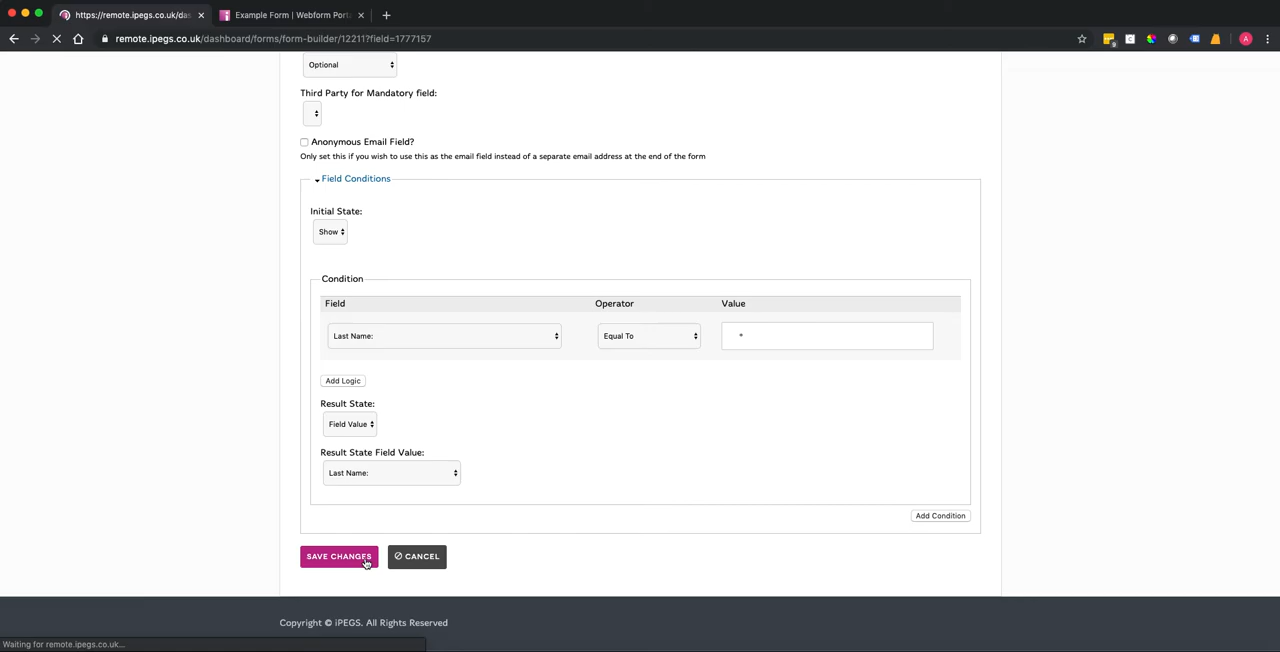 https://remote.ipegs.co.uk/das
Example Form | Webform Porta
remote.ipegs.co.uk/dashboard/forms/form-builder/12211?field=1777157
9
C
A
Optional
Third Party for Mandatory field:
Anonymous Email Field?
Only set this if you wish to use this as the email field instead of a separate email address at the end of the form
Field Conditions
Initial State:
Show
Condition
Field Operator Value
Last Name: Equal To *
Add Logic
Result State:
Field Value
Result State Field Value:
Last Name:
Add Condition
SAVE CHANGES CANCEL
Copyright © iPEGS. All Rights Reserved
Waiting for remote.ipegs.co.uk...